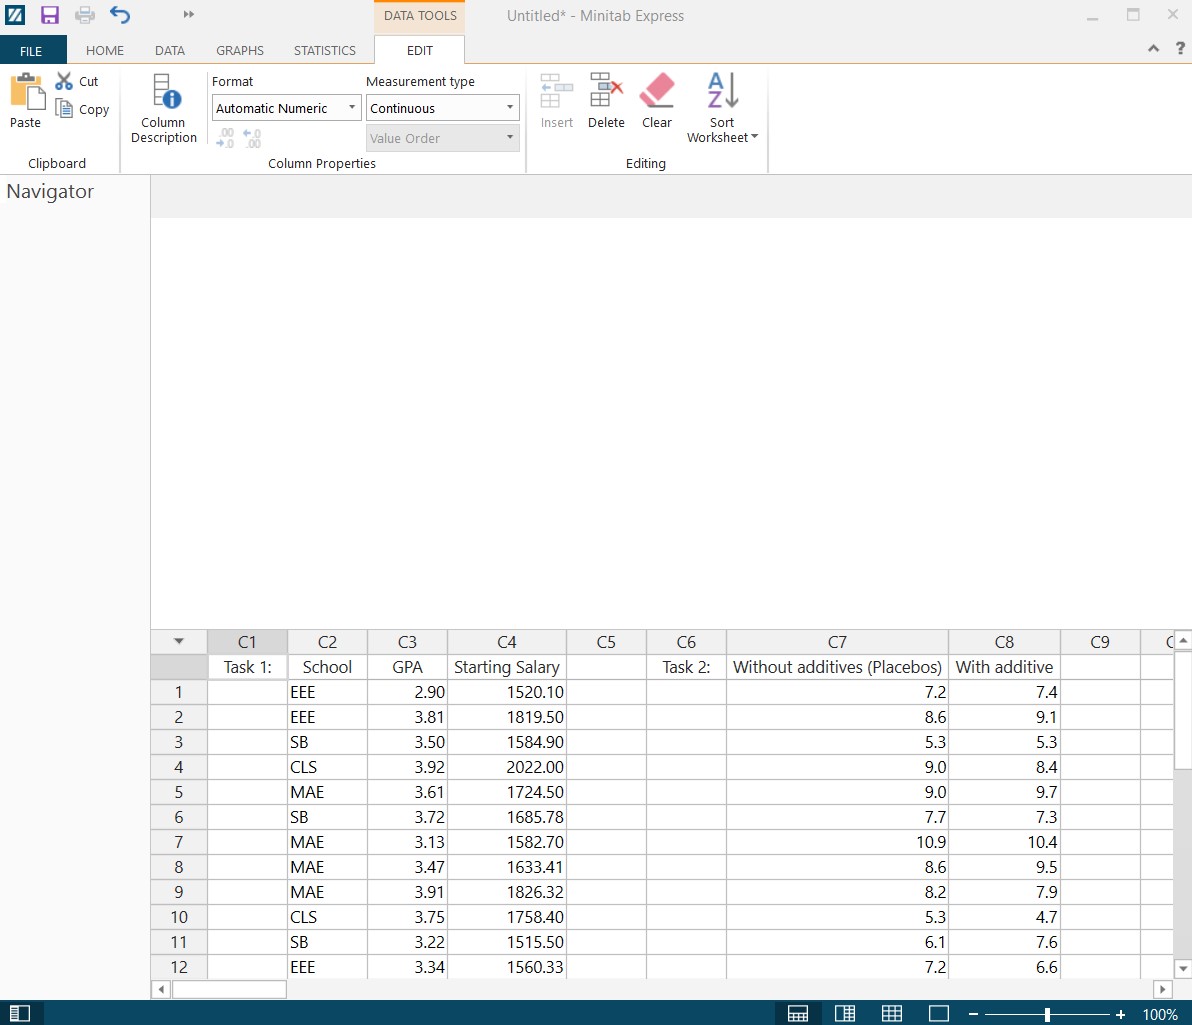 DATA TOOLS Untitled* - Minitab Express
FILE HOME DATA GRAPHS STATISTICS EDIT ?
Cut Format Measurement type
Copy Automatic Numeric Continuous
Paste Column Description Insert Delete Clear Sort Worksheet
.00 .0 .0 .00 Value Order
Clipboard Column Properties Editing
Navigator
C1 C2 C3 C4 C5 C6 C7 C8 C9 C
Task 1: School GPA Starting Salary Task 2: Without additives (Placebos) With additive
1 EEE 2.90 1520.10 7.2 7.4
2 EEE 3.81 1819.50 8.6 9.1
3 SB 3.50 1584.90 5.3 5.3
4 CLS 3.92 2022.00 9.0 8.4
5 MAE 3.61 1724.50 9.0 9.7
6 SB 3.72 1685.78 7.7 7.3
7 MAE 3.13 1582.70 10.9 10.4
8 MAE 3.47 1633.41 8.6 9.5
9 MAE 3.91 1826.32 8.2 7.9
10 CLS 3.75 1758.40 5.3 4.7
11 SB 3.22 1515.50 6.1 7.6
12 EEE 3.34 1560.33 7.2 6.6
100%